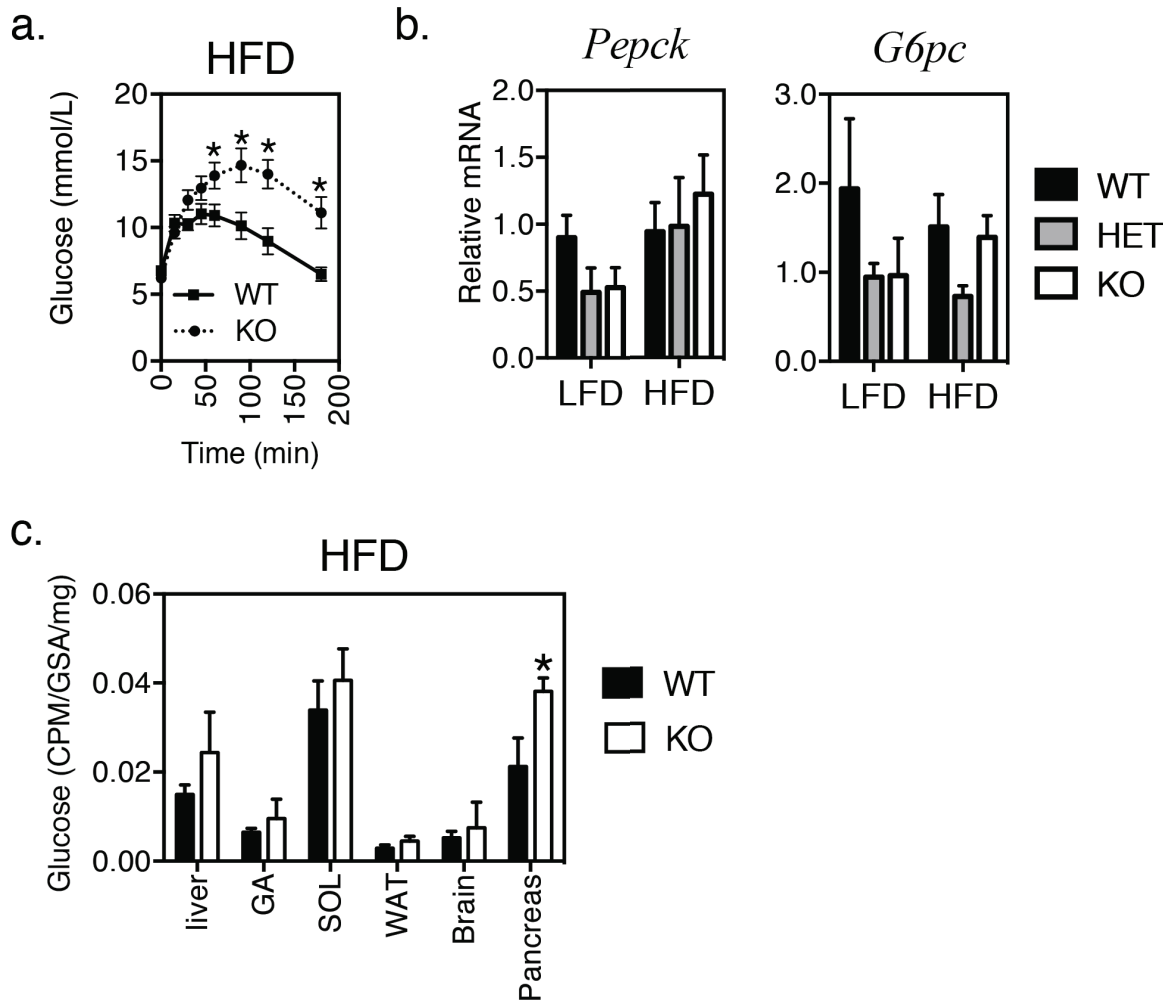 a.
HFD
Glucose (mmol/L)
20
15
10
5
0
* * * *
WT
KO
0 50 100 150 200
Time (min)
b.
Pepck
Relative mRNA
2.0
1.5
1.0
0.5
0.0
LFD HFD
G6pc
3.0
2.0
1.0
0.0
LFD HFD
WT
HET
KO
c.
HFD
Glucose (CPM/GSA/mg)
0.06
0.04
0.02
0.00
*
liver GA SOL WAT Brain Pancreas
WT
KO